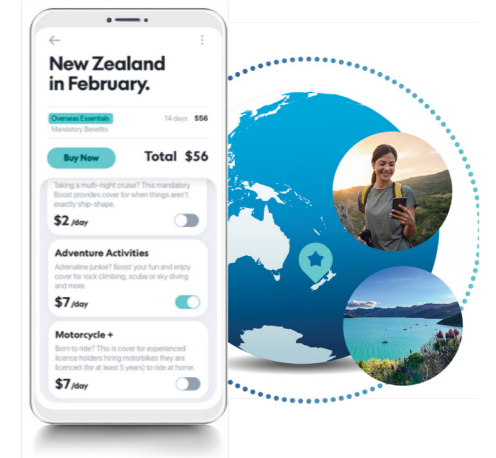 New Zealand
in February.
Overseas Essentials 14 days $56
Mandatory Benefits
Buy Now Total $56
Taking a multi-night cruise? This mandatory
Boost provides cover for when things aren't
exactly ship-shape.
$2 /day
Adventure Activities
Adrenaline junkie? Boost your fun and enjoy
cover for rock climbing, scuba or sky diving
and more.
$7 /day
Motorcycle +
Born to ride? This is cover for experienced
licence holders hiring motorbikes they are
licenced (for at least 5 years) to ride at home.
$7 /day